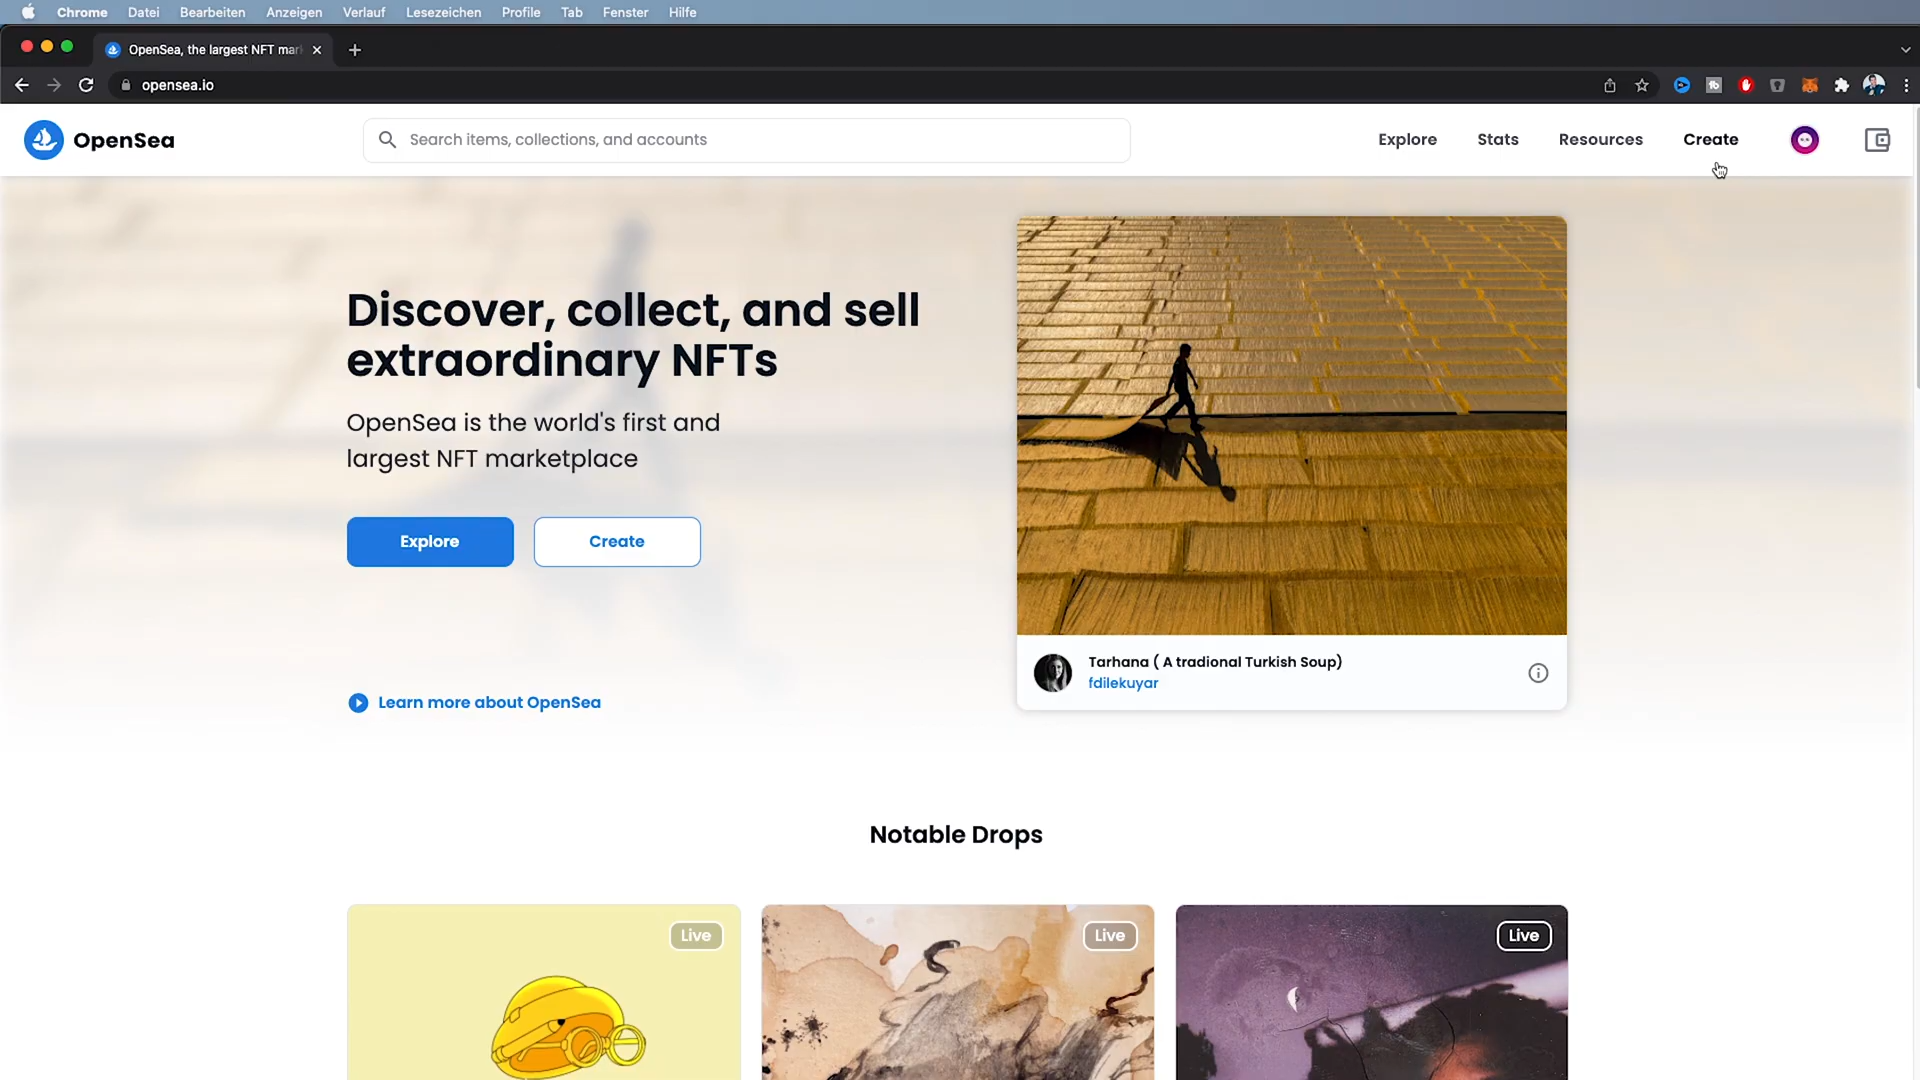 Chrome Datei Bearbeiten Anzeigen Verlauf Lesezeichen Profile Tab Fenster Hilfe
OpenSea, the largest NFT mar
opensea.io
OpenSea
Search items, collections, and accounts
Explore Stats Resources Create
Discover, collect, and sell
extraordinary NFTs
OpenSea is the world's first and
largest NFT marketplace
Explore Create
Learn more about OpenSea
Tarhana ( A tradional Turkish Soup)
fdilekuyar
Notable Drops
Live Live Live